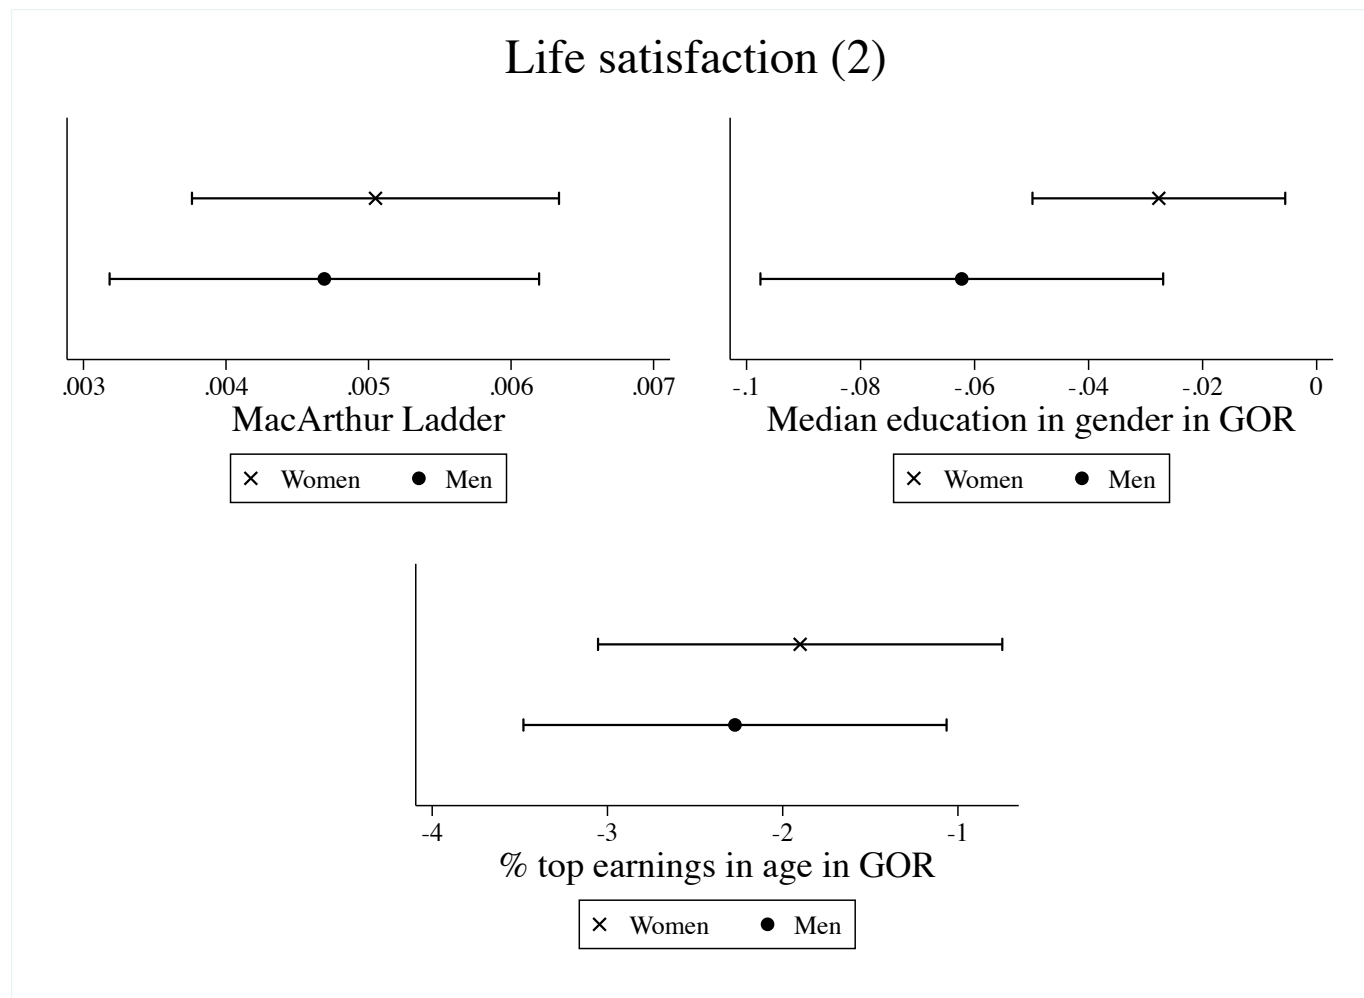 Life satisfaction (2)
.003 .004 .005 .006 .007
MacArthur Ladder
Women Men
-.1 -.08 -.06 -.04 -.02 0
Median education in gender in GOR
Women Men
-4 -3 -2 -1
% top earnings in age in GOR
Women Men